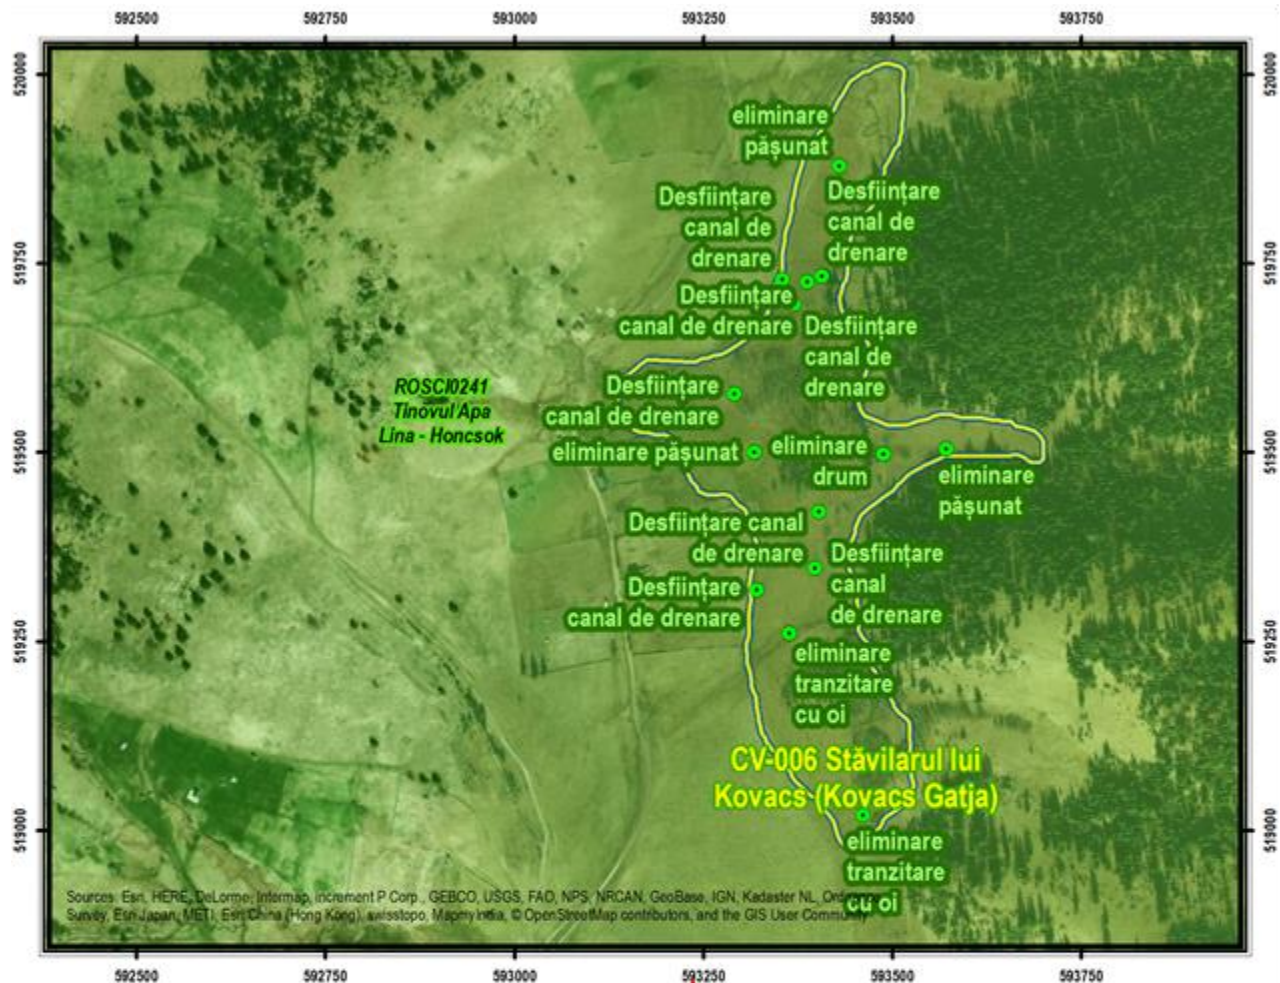 592500 592750 593000 593250 593500 593750
520000
519750
519500
519250
519000
520000
519750
519500
519250
519000
eliminare
pășunat
Desființare
canal de
drenare
Desființare
canal de
drenare
Desființare
canal de drenare
Desființare
canal de
drenare
ROSCI0241
Tinovul Apa
Lina - Honcsok
Desființare
canal de drenare
eliminare pășunat
eliminare
drum
eliminare
pășunat
Desființare canal
de drenare
Desființare
canal
de drenare
Desființare
canal de drenare
eliminare
tranzitare
cu oi
CV-006 Stăvilarul lui
Kovacs (Kovacs Gatja)
eliminare
tranzitare
cu oi
Sources: Esri, HERE, DeLorme, Intermap, increment P Corp., GEBCO, USGS, FAO, NPS, NRCAN, GeoBase, IGN, Kadaster NL, Ordnance
Survey, Esri Japan, METI, Esri China (Hong Kong), swisstopo, MapmyIndia, © OpenStreetMap contributors, and the GIS User Community
592500 592750 593000 593250 593500 593750